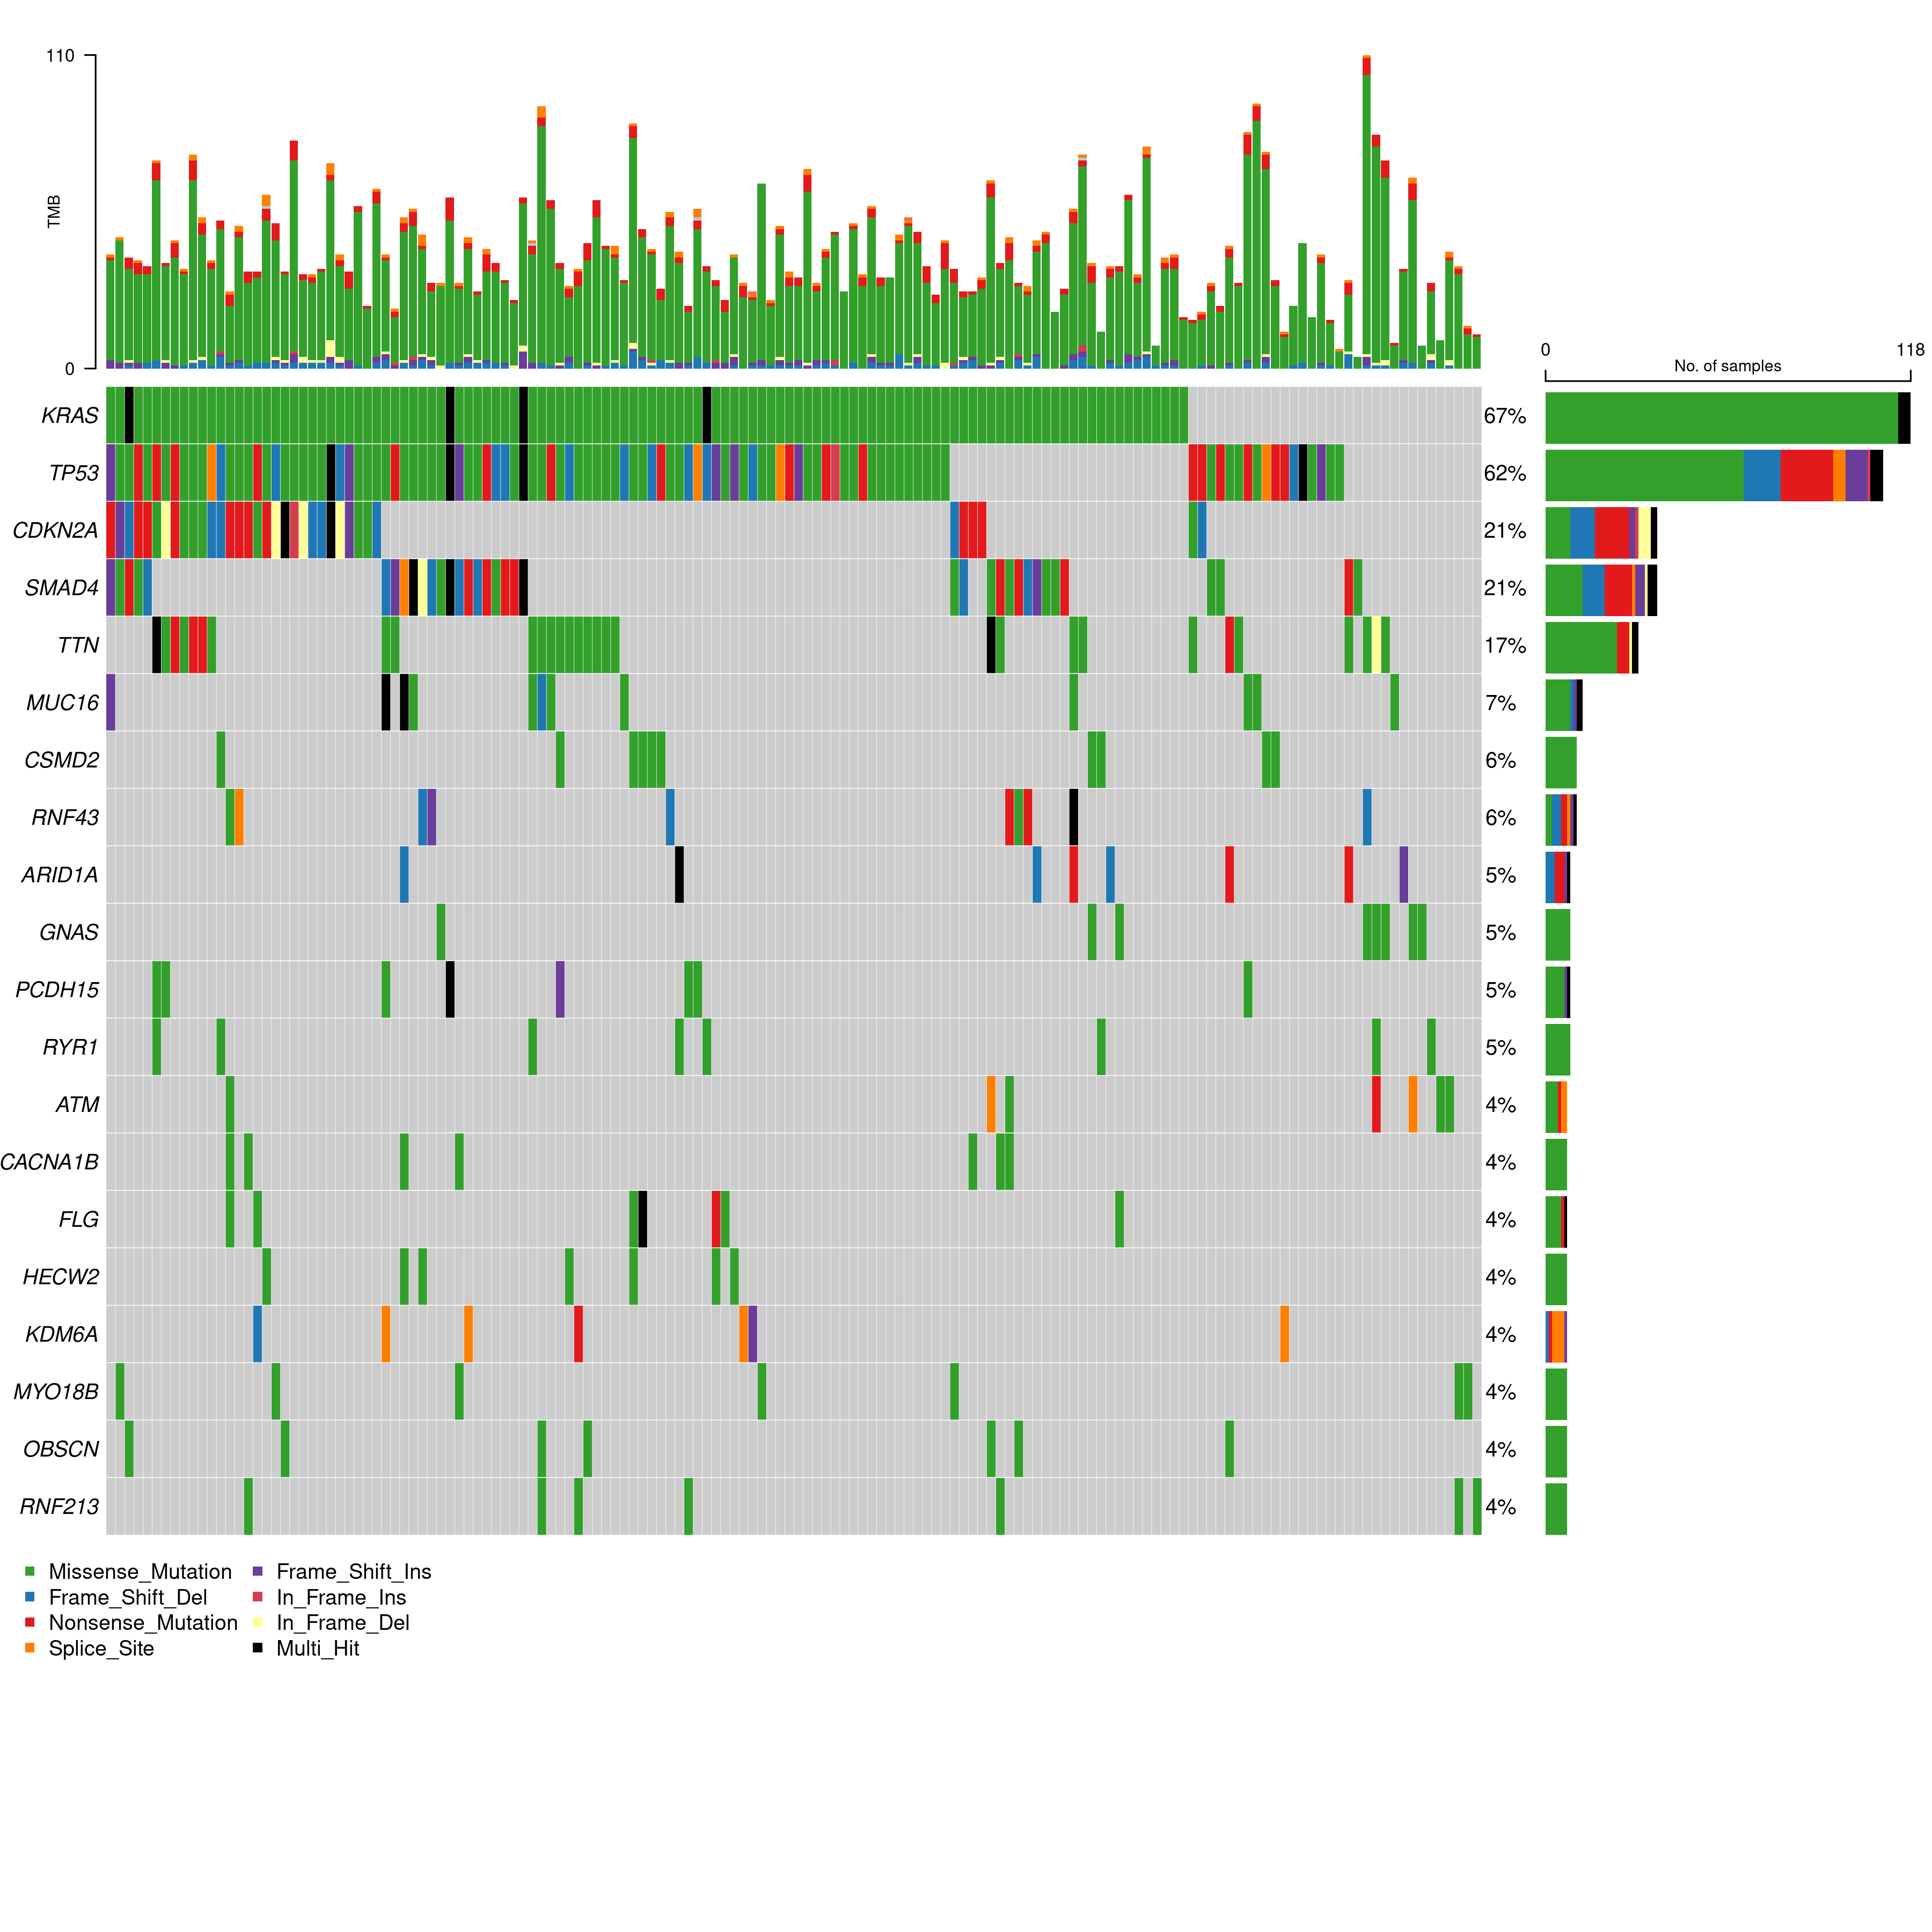 110
TMB
0
0 118
No. of samples
KRAS 67%
TP53 62%
CDKN2A 21%
SMAD4 21%
TTN 17%
MUC16 7%
CSMD2 6%
RNF43 6%
ARID1A 5%
GNAS 5%
PCDH15 5%
RYR1 5%
ATM 4%
CACNA1B 4%
FLG 4%
HECW2 4%
KDM6A 4%
MYO18B 4%
OBSCN 4%
RNF213 4%
Missense_Mutation Frame_Shift_Ins
Frame_Shift_Del In_Frame_Ins
Nonsense_Mutation In_Frame_Del
Splice_Site Multi_Hit